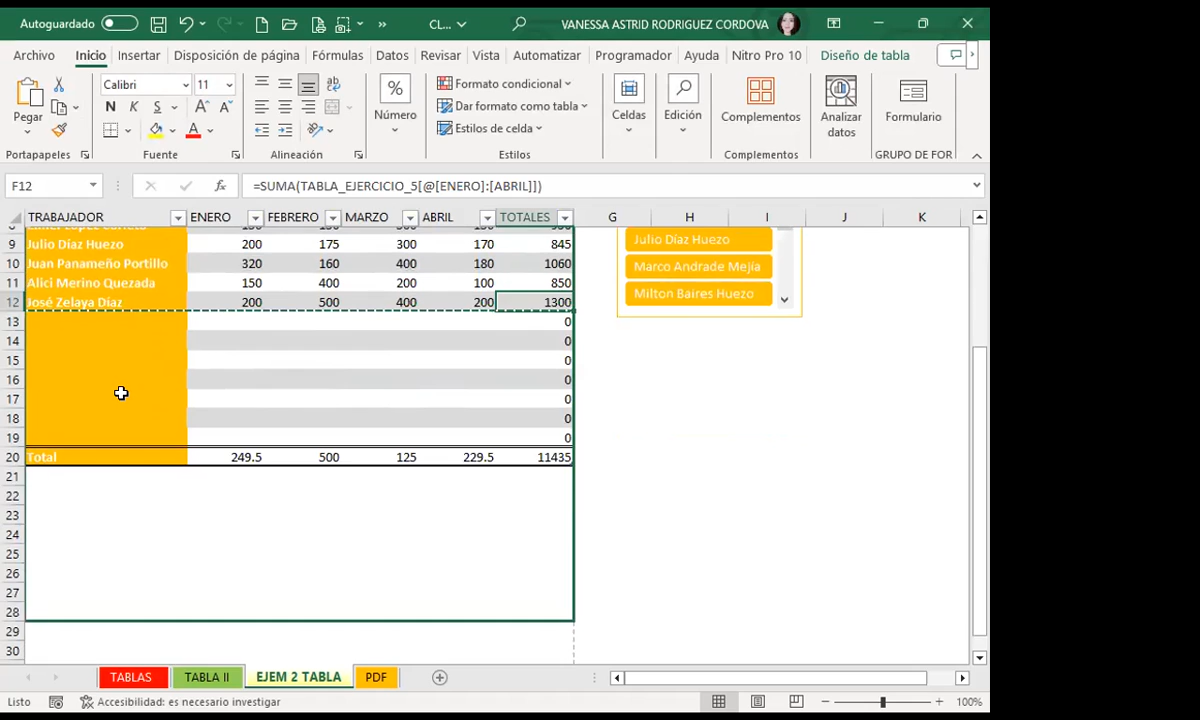 Autoguardado CL... VANESSA ASTRID RODRIGUEZ CORDOVA
Archivo Inicio Insertar Disposición de página Fórmulas Datos Revisar Vista Automatizar Programador Ayuda Nitro Pro 10 Diseño de tabla
Calibri 11
Formato condicional
Dar formato como tabla
Estilos de celda
Pegar
N K S
Número
Celdas
Edición
Complementos
Analizar datos
Formulario
Portapapeles Fuente Alineación Estilos Complementos GRUPO DE FOR
F12 =SUMA(TABLA_EJERCICIO_5[@[ENERO]:[ABRIL]])
TRABAJADOR ENERO FEBRERO MARZO ABRIL TOTALES G H I J K
9 Julio Díaz Huezo 200 175 300 170 845 Julio Díaz Huezo
10 Juan Panameño Portillo 320 160 400 180 1060 Marco Andrade Mejía
11 Alici Merino Quezada 150 400 200 100 850
12 José Zelaya Díaz 200 500 400 200 1300 Milton Baires Huezo
13 0
14 0
15 0
16 0
17 0
18 0
19 0
20 Total 249.5 500 125 229.5 11435
21
22
23
24
25
26
27
28
29
30
TABLAS TABLA II EJEM 2 TABLA PDF
Listo Accesibilidad: es necesario investigar 100%